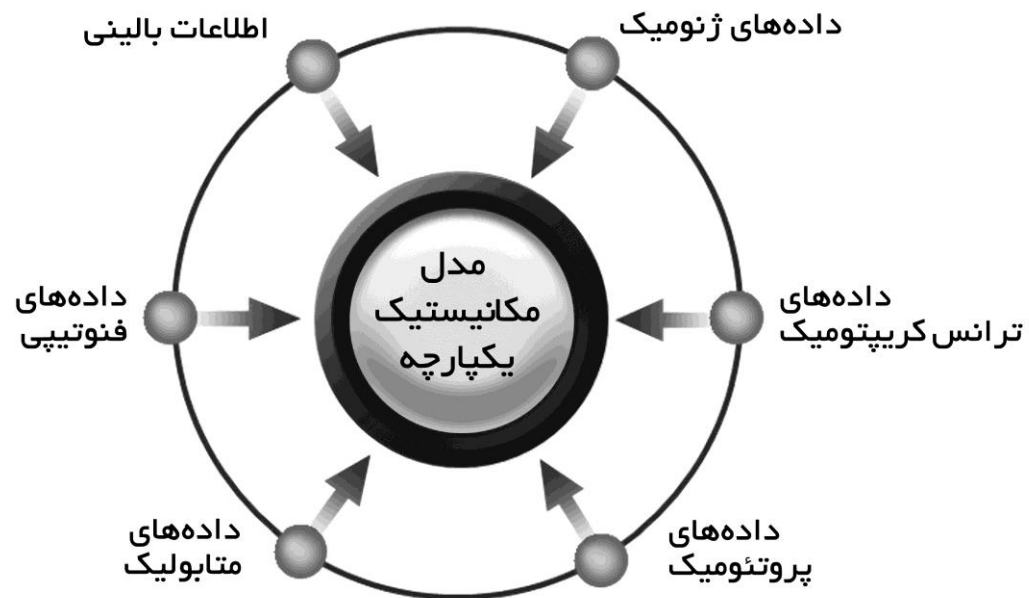 داده‌های ژنومیک
اطلاعات بالینی
مدل
مکانیستیک
یکپارچه
داده‌های
ترانس کریپتومیک
داده‌های
فنوتیپی
داده‌های
پروتئومیک
داده‌های
متابولیک